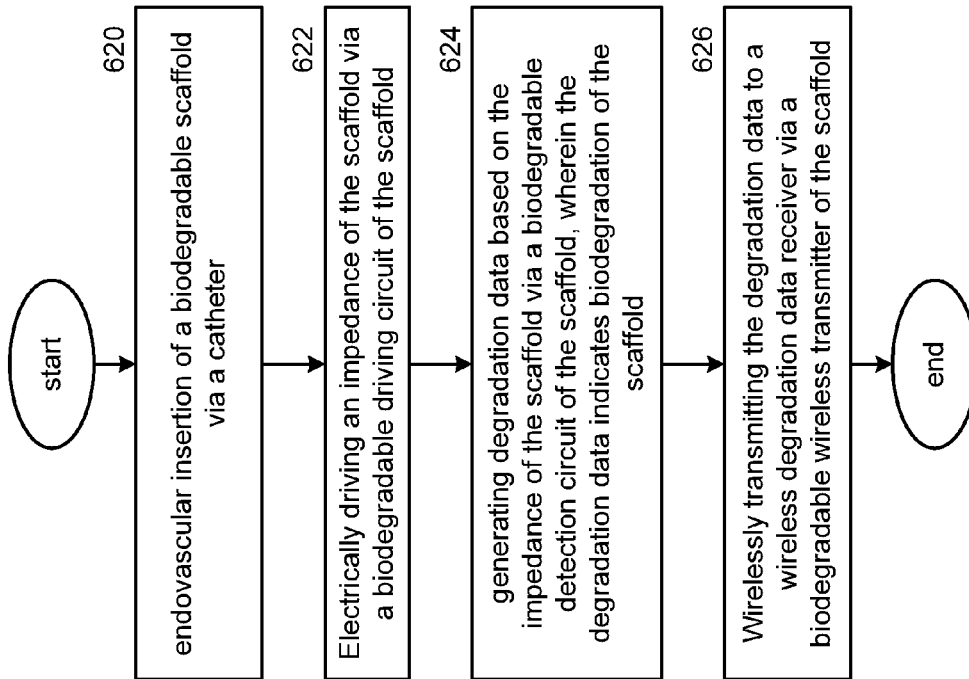 start
620
endovascular insertion of a biodegradable scaffold
via a catheter
622
Electrically driving an impedance of the scaffold via
a biodegradable driving circuit of the scaffold
624
generating degradation data based on the
impedance of the scaffold via a biodegradable
detection circuit of the scaffold, wherein the
degradation data indicates biodegradation of the
scaffold
626
Wirelessly transmitting the degradation data to a
wireless degradation data receiver via a
biodegradable wireless transmitter of the scaffold
end